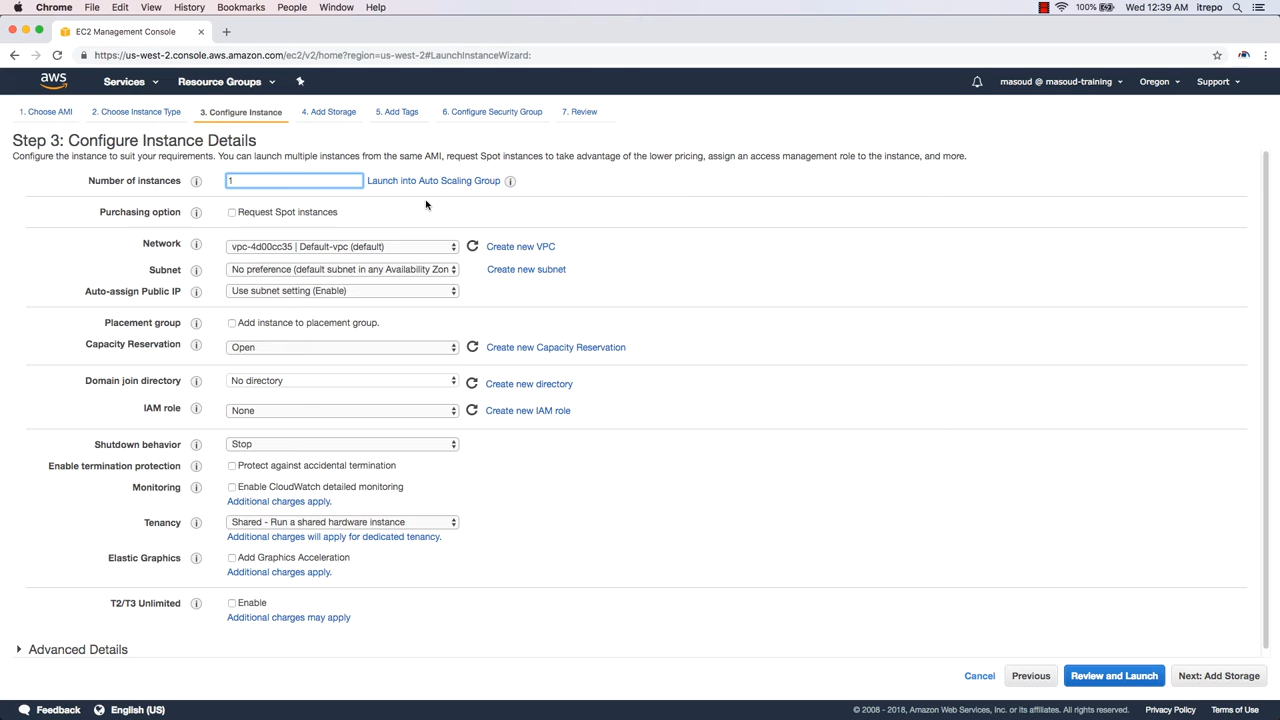 Chrome File Edit View History Bookmarks People Window Help 100% Wed 12:39 AM itrepo
EC2 Management Console
https://us-west-2.console.aws.amazon.com/ec2/v2/home?region=us-west-2#LaunchInstanceWizard:
aws Services Resource Groups masoud @ masoud-training Oregon Support
1. Choose AMI 2. Choose Instance Type 3. Configure Instance 4. Add Storage 5. Add Tags 6. Configure Security Group 7. Review
Step 3: Configure Instance Details
Configure the instance to suit your requirements. You can launch multiple instances from the same AMI, request Spot instances to take advantage of the lower pricing, assign an access management role to the instance, and more.
Number of instances i 1 Launch into Auto Scaling Group i
Purchasing option i Request Spot instances
Network i vpc-4d00cc35 | Default-vpc (default) Create new VPC
Subnet i No preference (default subnet in any Availability Zon Create new subnet
Auto-assign Public IP i Use subnet setting (Enable)
Placement group i Add instance to placement group.
Capacity Reservation i Open Create new Capacity Reservation
Domain join directory i No directory Create new directory
IAM role i None Create new IAM role
Shutdown behavior i Stop
Enable termination protection i Protect against accidental termination
Monitoring i Enable CloudWatch detailed monitoring
Additional charges apply.
Tenancy i Shared - Run a shared hardware instance
Additional charges will apply for dedicated tenancy.
Elastic Graphics i Add Graphics Acceleration
Additional charges apply.
T2/T3 Unlimited i Enable
Additional charges may apply
Advanced Details
Cancel Previous Review and Launch Next: Add Storage
Feedback English (US) © 2008 - 2018, Amazon Web Services, Inc. or its affiliates. All rights reserved. Privacy Policy Terms of Use